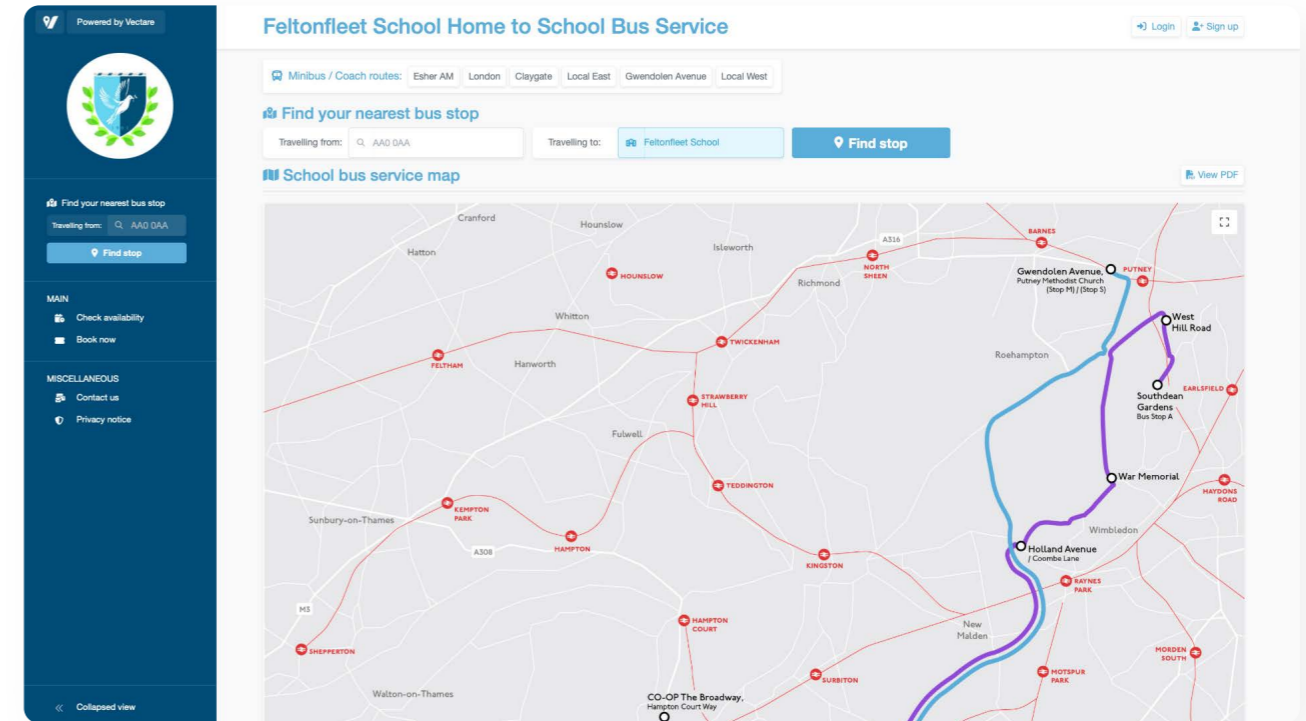 Powered by Vectare
Find your nearest bus stop
Travelling from: AA0 0AA
Find stop
MAIN
Check availability
Book now
MISCELLANEOUS
Contact us
Privacy notice
Collapsed view
Feltonfleet School Home to School Bus Service
Login
Sign up
Minibus / Coach routes: Esher AM London Claygate Local East Gwendolen Avenue Local West
Find your nearest bus stop
Travelling from: AA0 0AA Travelling to: Feltonfleet School Find stop
School bus service map
View PDF
Cranford
Hounslow
Hatton
Isleworth
A316
BARNES
NORTH
SHEEN
HOUNSLOW
Richmond
Gwendolen Avenue,
Putney Methodist Church
(Stop M) / (Stop S)
PUTNEY
Whitton
West
Hill Road
TWICKENHAM
Roehampton
FELTHAM
Hanworth
STRAWBERRY
HILL
Southdean
Gardens
Bus Stop A
EARLSFIELD
Fulwell
TEDDINGTON
War Memorial
HAYDONS
ROAD
KEMPTON
PARK
Sunbury-on-Thames
Wimbledon
A308
HAMPTON
KINGSTON
Holland Avenue
/ Coombe Lane
RAYNES
PARK
M3
HAMPTON
COURT
New
Malden
SHEPPERTON
MORDEN
SOUTH
SURBITON
MOTSPUR
PARK
Walton-on-Thames
CO-OP The Broadway,
Hampton Court Way